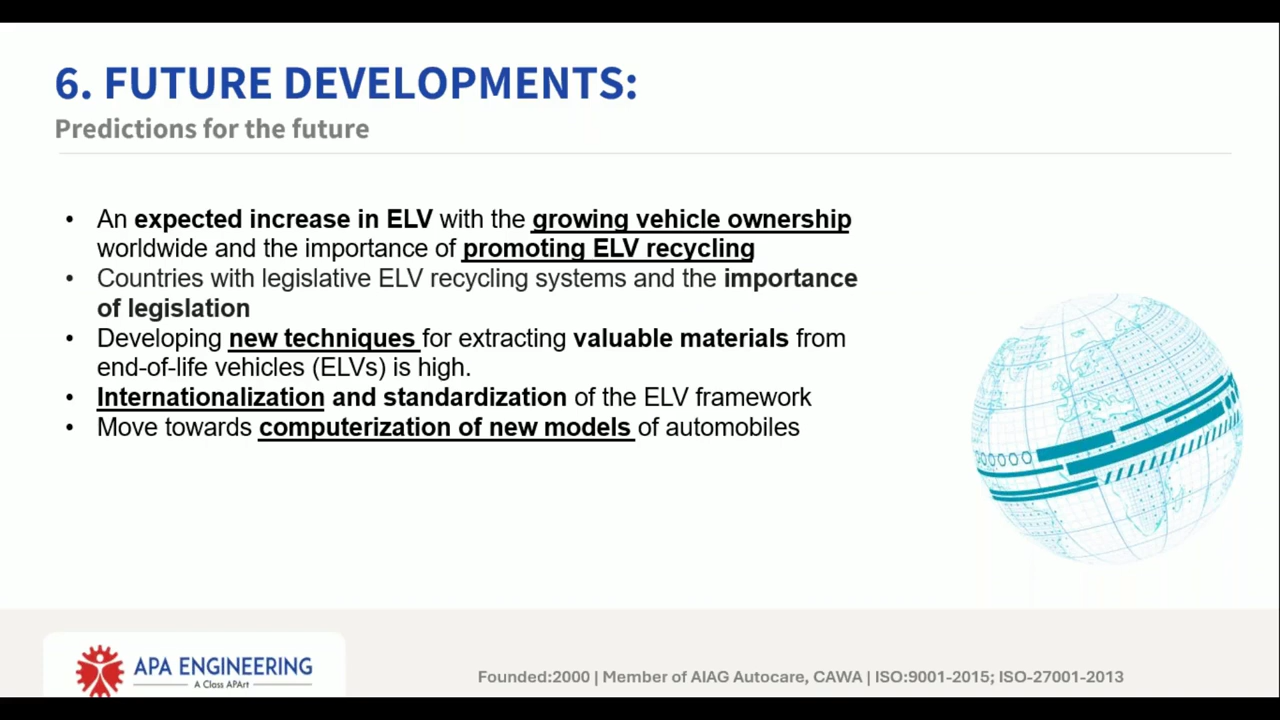 6. FUTURE DEVELOPMENTS:
Predictions for the future
• An expected increase in ELV with the growing vehicle ownership
worldwide and the importance of promoting ELV recycling
• Countries with legislative ELV recycling systems and the importance
of legislation
• Developing new techniques for extracting valuable materials from
end-of-life vehicles (ELVs) is high.
• Internationalization and standardization of the ELV framework
• Move towards computerization of new models of automobiles
APA ENGINEERING
A Class APArt
Founded:2000 | Member of AIAG Autocare, CAWA | ISO:9001-2015; ISO-27001-2013